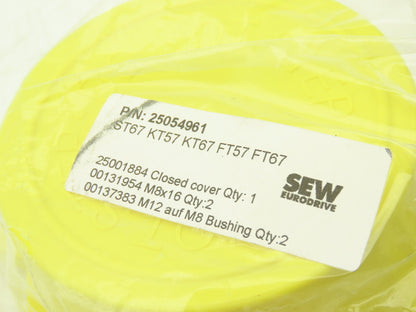 P/N: 25054961
ST67 KT57 KT67 FT57 FT67
25001884 Closed cover Qty: 1
00131954 M8x16 Qty:2
00137383 M12 auf M8 Bushing Qty:2
SEW
EURODRIVE